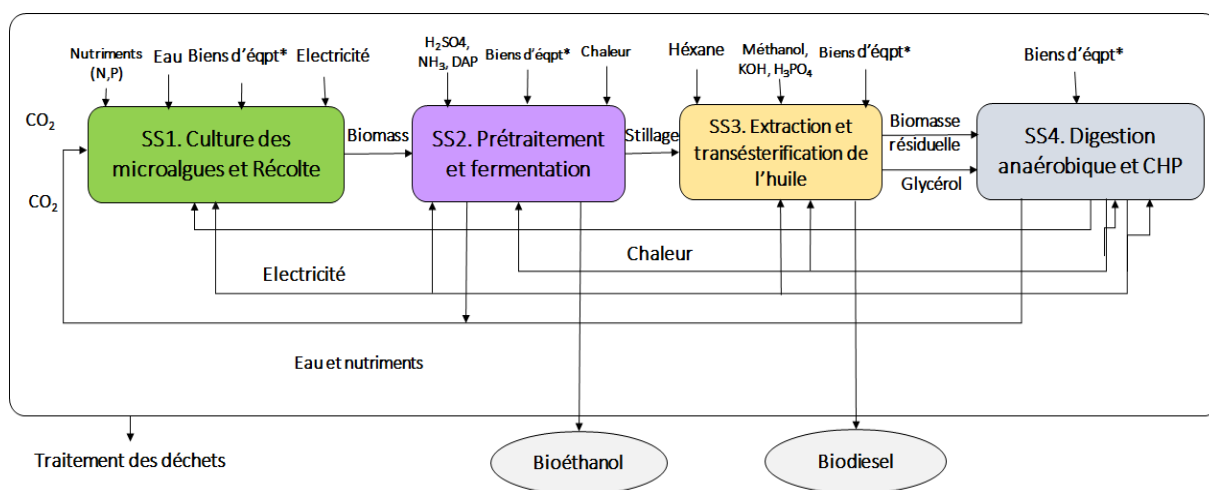 Nutriments
(N,P)
Eau
Biens d'éqpt*
Electricité
H₂SO4,
NH₃, DAP
Biens d'éqpt*
Chaleur
Héxane
Méthanol,
KOH, H₃PO₄
Biens d'éqpt*
Biens d'éqpt*
CO₂
SS1. Culture des
microalgues et Récolte
Biomass
SS2. Prétraitement
et fermentation
Stillage
SS3. Extraction et
transésterification de
l'huile
Biomasse
résiduelle
Glycérol
SS4. Digestion
anaérobique et CHP
CO₂
Chaleur
Electricité
Eau et nutriments
Traitement des déchets
Bioéthanol
Biodiesel